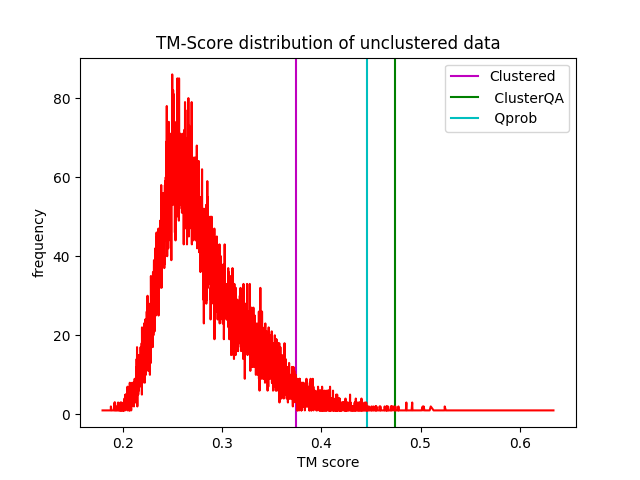 TM-Score distribution of unclustered data
Clustered
ClusterQA
Qprob
80
60
40
20
0
frequency
0.2 0.3 0.4 0.5 0.6
TM score